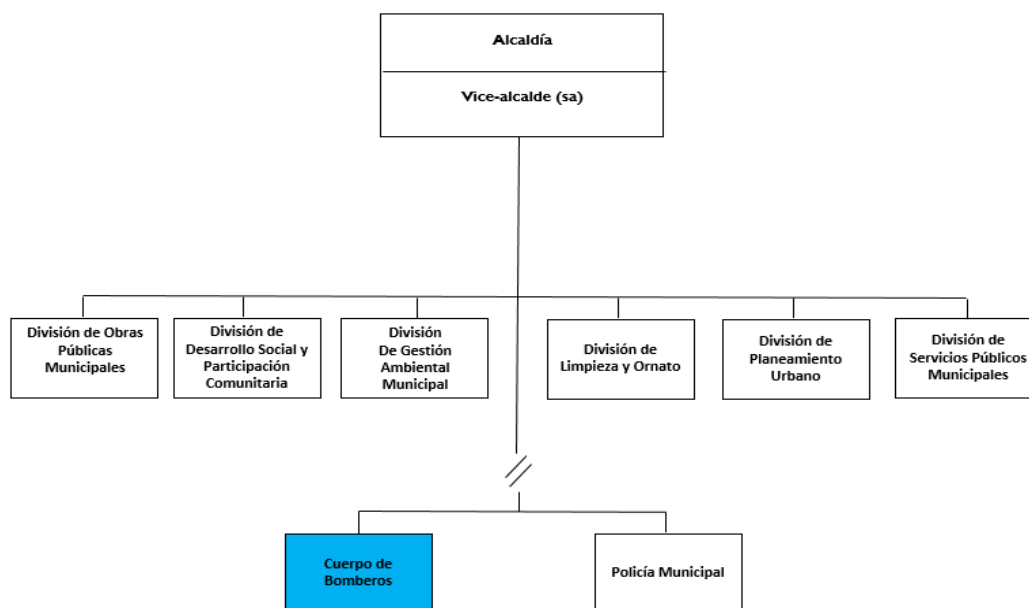 Alcaldía
Vice-alcalde (sa)
División de Obras
Públicas
Municipales
División de
Desarrollo Social y
Participación
Comunitaria
División
De Gestión
Ambiental
Municipal
División de
Limpieza y Ornato
División de
Planeamiento
Urbano
División de
Servicios Públicos
Municipales
Cuerpo de
Bomberos
Policía Municipal